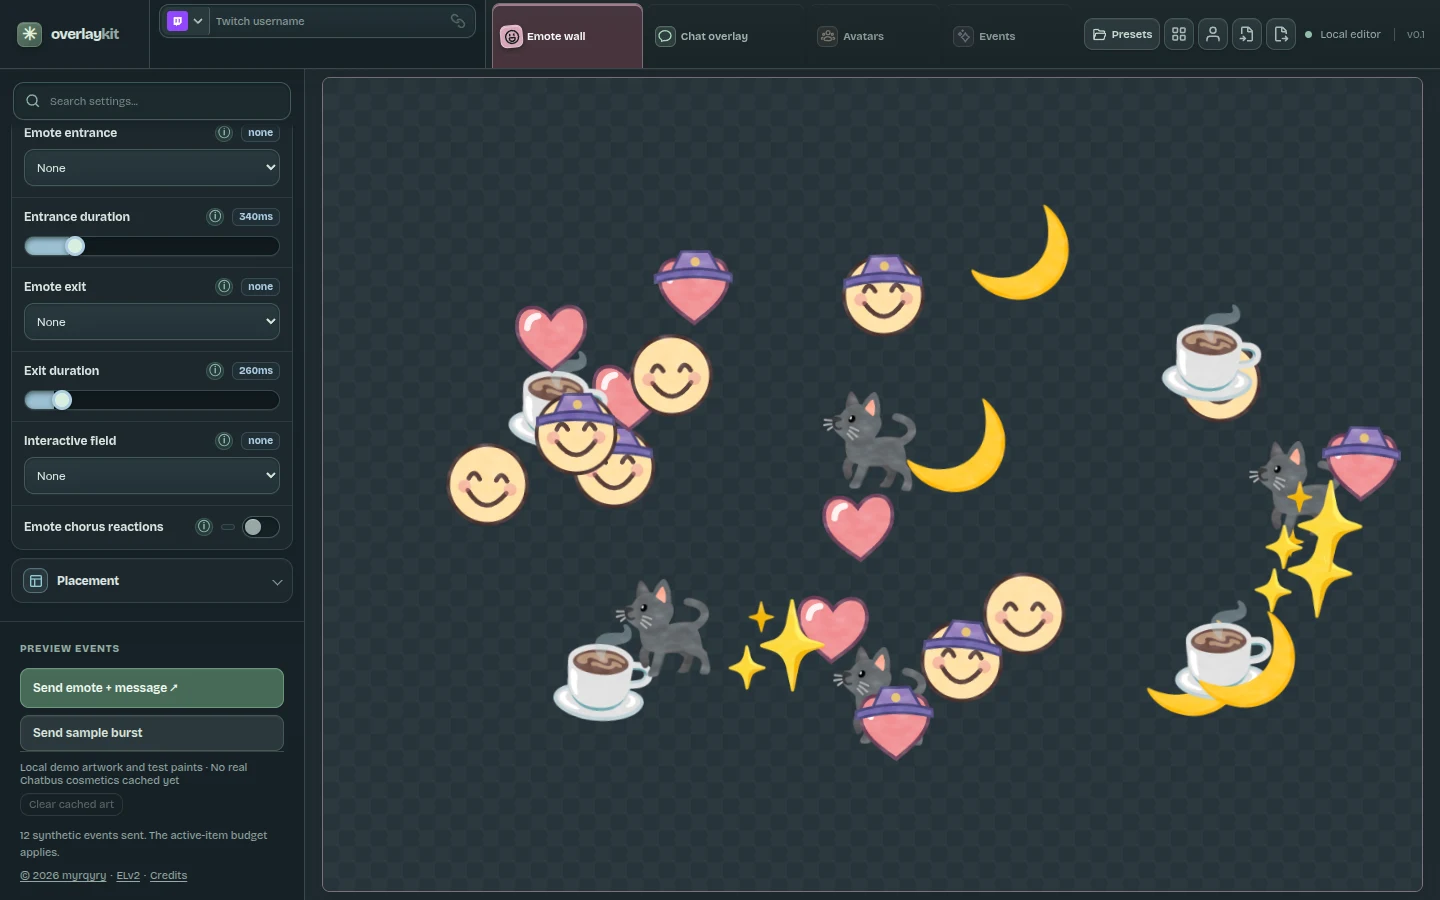 overlaykit
Twitch username
Emote wall
Chat overlay
Avatars
Events
Presets
Local editor
v0.1
Search settings...
Emote entrance
none
None
Entrance duration
340ms
Emote exit
none
None
Exit duration
260ms
Interactive field
none
None
Emote chorus reactions
Placement
PREVIEW EVENTS
Send emote + message ↗
Send sample burst
Local demo artwork and test paints · No real
Chatbus cosmetics cached yet
Clear cached art
12 synthetic events sent. The active-item budget
applies.
© 2026 myrqyry · ELv2 · Credits